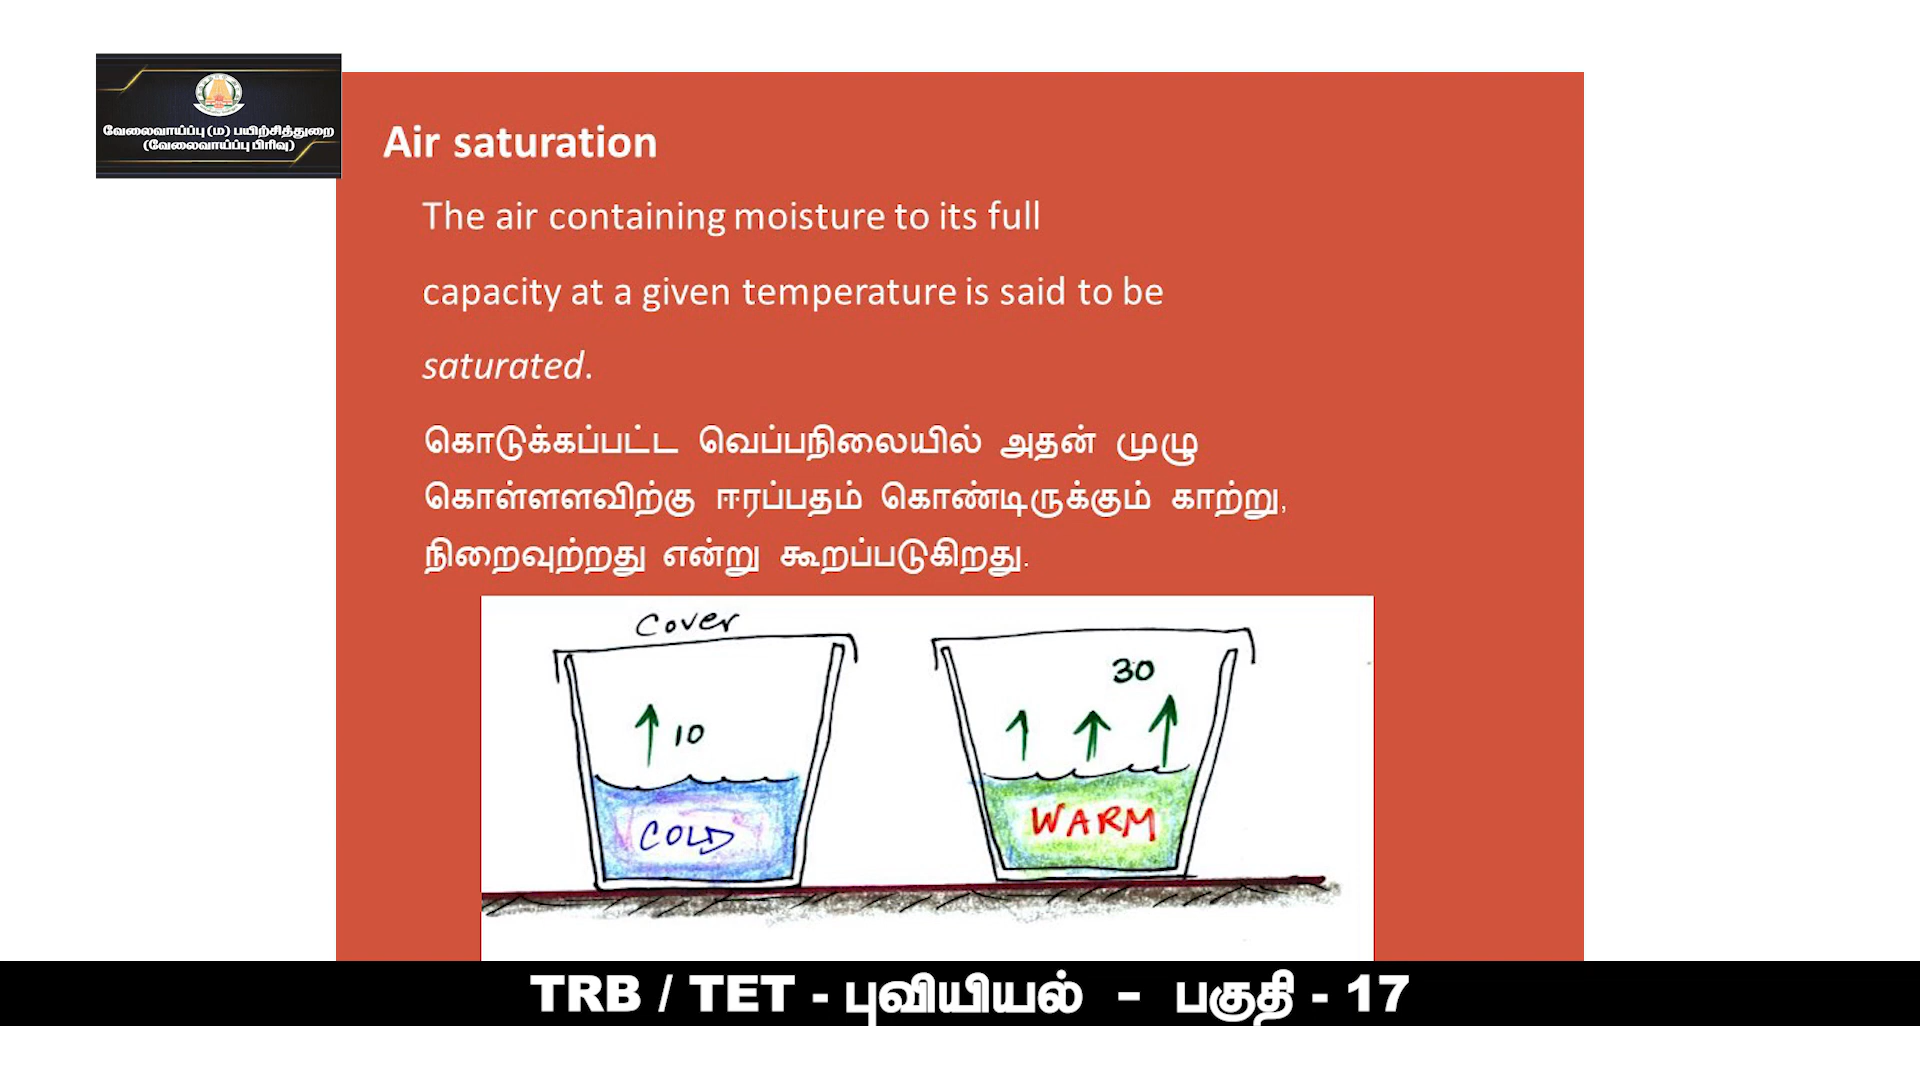 வேலைவாய்ப்பு (ம) பயிற்சித்துறை
(வேலைவாய்ப்பு பிரிவு)
Air saturation
The air containing moisture to its full
capacity at a given temperature is said to be
saturated.
கொடுக்கப்பட்ட வெப்பநிலையில் அதன் முழு
கொள்ளளவிற்கு ஈரப்பதம் கொண்டிருக்கும் காற்று,
நிறைவுற்றது என்று கூறப்படுகிறது.
Cover
10
30
COLD
WARM
TRB / TET - புவியியல் - பகுதி - 17